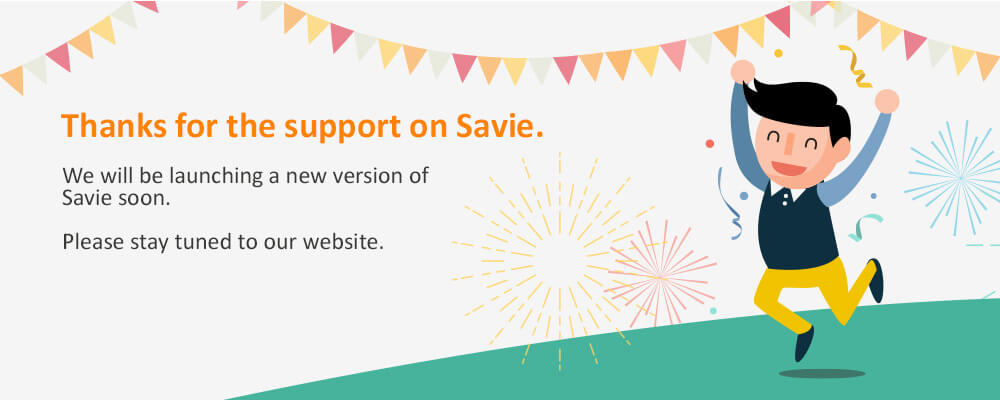 Thanks for the support on Savie.
We will be launching a new version of
Savie soon.
Please stay tuned to our website.